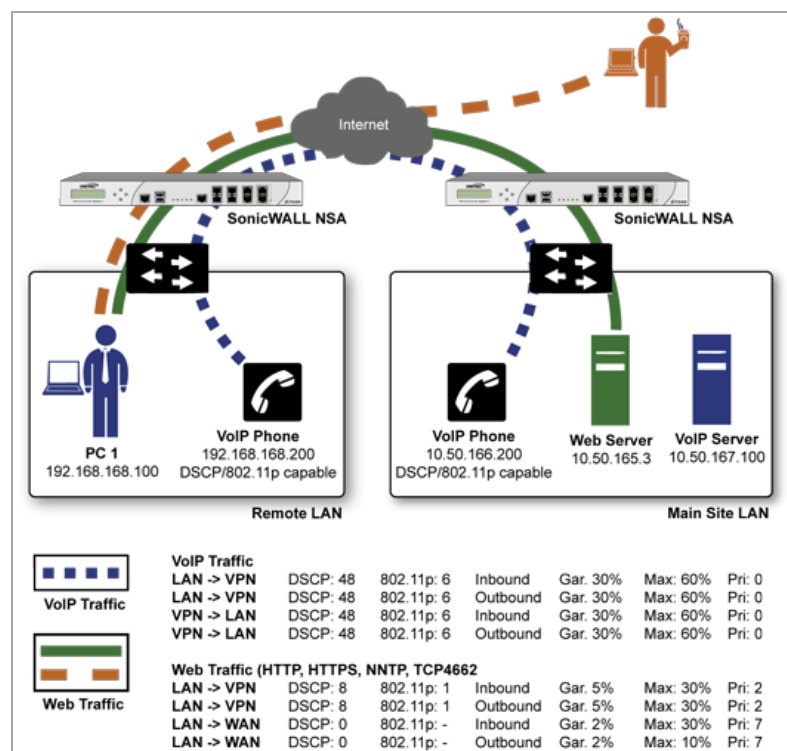 Internet
SonicWALL NSA
SonicWALL NSA
PC 1
192.168.168.100
VoIP Phone
192.168.168.200
DSCP/802.11p capable
Remote LAN
VoIP Phone
10.50.166.200
DSCP/802.11p capable
Web Server
10.50.165.3
VoIP Server
10.50.167.100
Main Site LAN
VoIP Traffic
Web Traffic
VoIP Traffic
LAN -> VPN DSCP: 48 802.11p: 6 Inbound Gar. 30% Max: 60% Pri: 0
LAN -> VPN DSCP: 48 802.11p: 6 Outbound Gar. 30% Max: 60% Pri: 0
VPN -> LAN DSCP: 48 802.11p: 6 Inbound Gar. 30% Max: 60% Pri: 0
VPN -> LAN DSCP: 48 802.11p: 6 Outbound Gar. 30% Max: 60% Pri: 0
Web Traffic (HTTP, HTTPS, NNTP, TCP4662
LAN -> VPN DSCP: 8 802.11p: 1 Inbound Gar. 5% Max: 30% Pri: 2
LAN -> VPN DSCP: 8 802.11p: 1 Outbound Gar. 5% Max: 30% Pri: 2
LAN -> WAN DSCP: 0 802.11p: - Inbound Gar. 2% Max: 30% Pri: 7
LAN -> WAN DSCP: 0 802.11p: - Outbound Gar. 2% Max: 10% Pri: 7